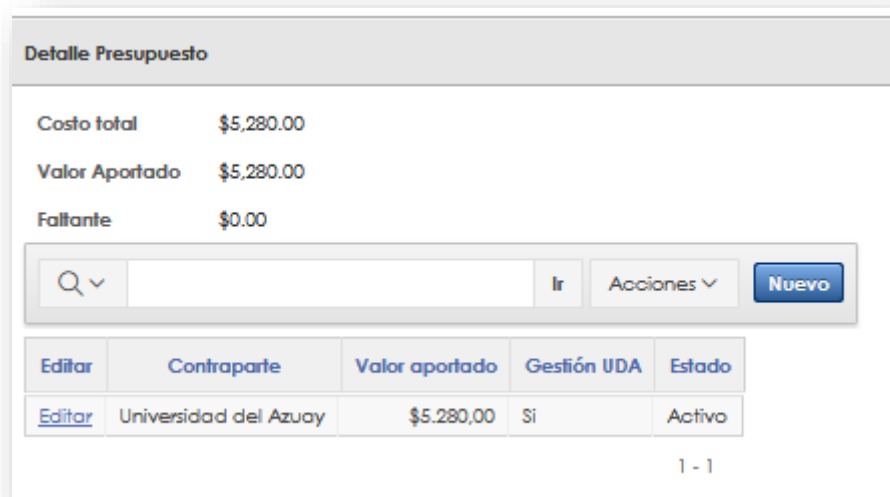 Detalle Presupuesto
Costo total $5,280.00
Valor Aportado $5,280.00
Faltante $0.00
Ir Acciones Nuevo
Editar Contraparte Valor aportado Gestión UDA Estado
Editar Universidad del Azuay $5.280,00 Si Activo
1 - 1